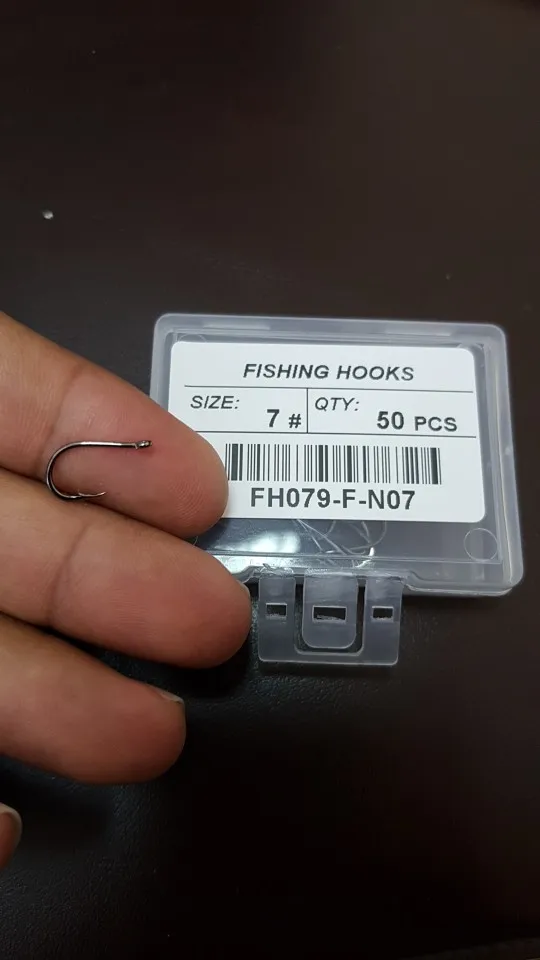 FISHING HOOKS
SIZE: 7 # QTY: 50 PCS
FH079-F-N07